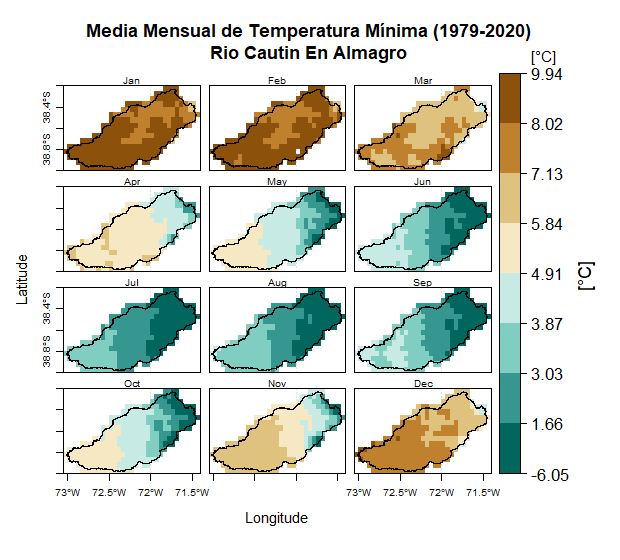 Media Mensual de Temperatura Mínima (1979-2020)
Rio Cautin En Almagro
[°C]
Jan
Feb
Mar
38.4°S
38.8°S
Apr
May
Jun
Jul
Aug
Sep
38.4°S
38.8°S
Oct
Nov
Dec
73°W
72.5°W
72°W
71.5°W
73°W
72.5°W
72°W
71.5°W
Latitude
Longitude
9.94
8.02
7.13
5.84
4.91
3.87
3.03
1.66
-6.05
[°C]